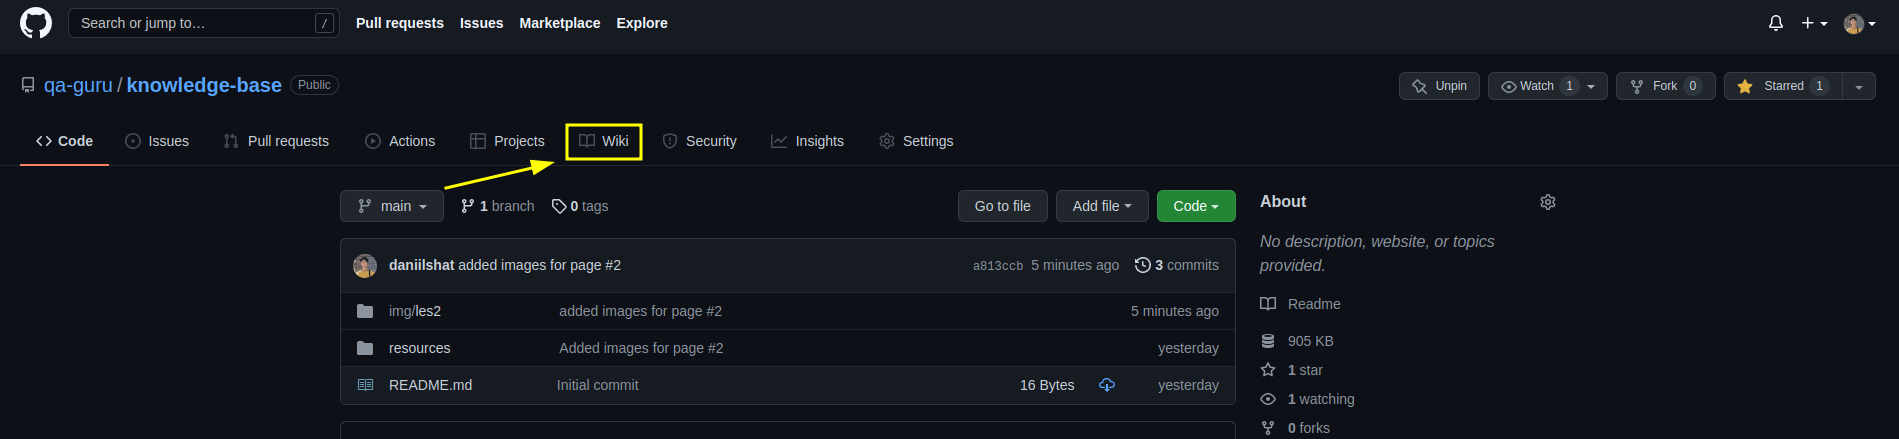 Search or jump to… /
Pull requests Issues Marketplace Explore
qa-guru / knowledge-base Public
Unpin Watch 1 Fork 0 Starred 1
Code Issues Pull requests Actions Projects Wiki Security Insights Settings
main 1 branch 0 tags Go to file Add file Code
daniilshat added images for page #2 a813ccb 5 minutes ago 3 commits
img/les2 added images for page #2 5 minutes ago
resources Added images for page #2 yesterday
README.md Initial commit 16 Bytes yesterday
About
No description, website, or topics
provided.
Readme
905 KB
1 star
1 watching
0 forks